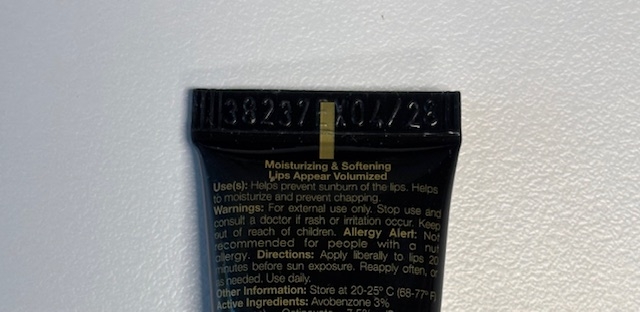 38237 EX04/28
Moisturizing & Softening
Lips Appear Volumized
Use(s): Helps prevent sunburn of the lips. Helps
to moisturize and prevent chapping.
Warnings: For external use only. Stop use and
consult a doctor if rash or irritation occur. Keep
out of reach of children. Allergy Alert: Not
recommended for people with a nut
allergy. Directions: Apply liberally to lips 20
minutes before sun exposure. Reapply often, or
as needed. Use daily.
Other Information: Store at 20-25° C (68-77° F)
Active Ingredients: Avobenzone 3%
7.5%